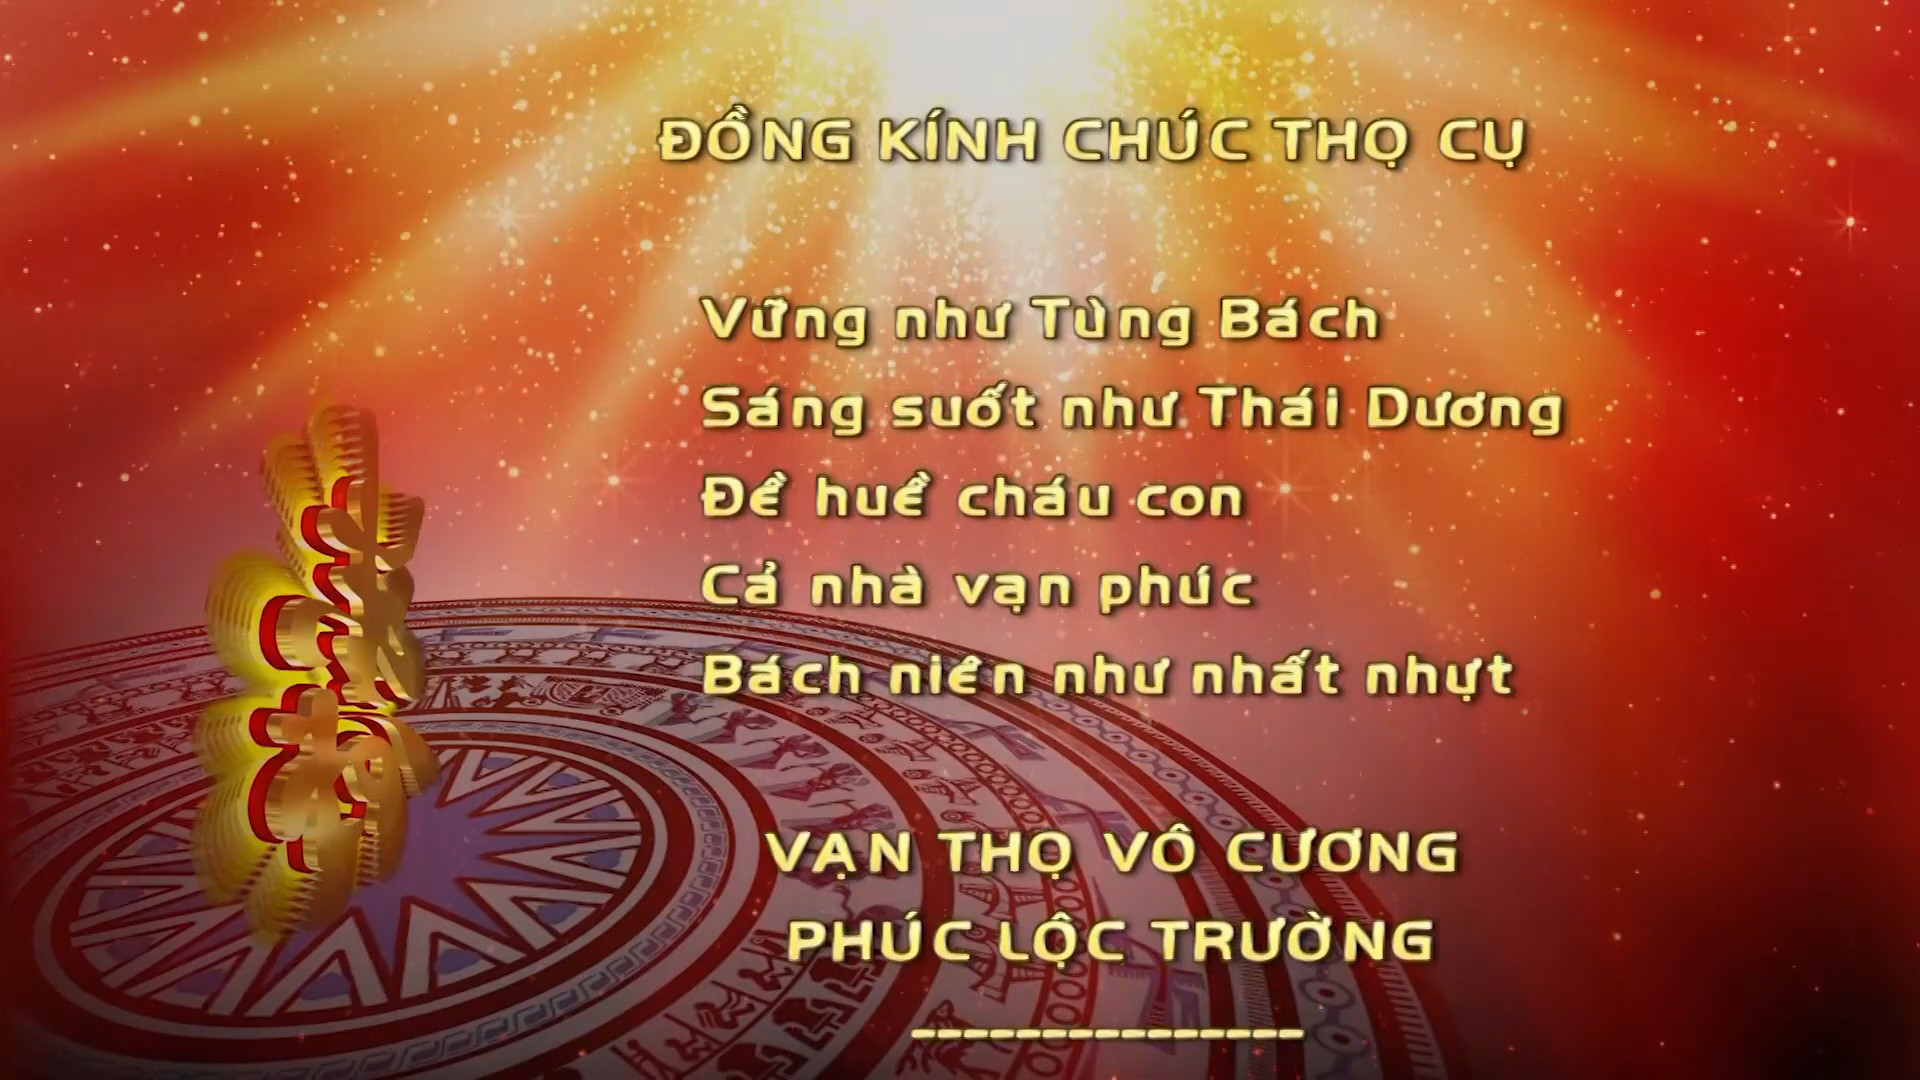 ĐỒNG KÍNH CHÚC THỌ CỤ
Vững như Tùng Bách
Sáng suốt như Thái Dương
Đề huề cháu con
Cả nhà vạn phúc
Bách niên như nhất nhựt
VẠN THỌ VÔ CƯƠNG
PHÚC LỘC TRƯỜNG
---------------